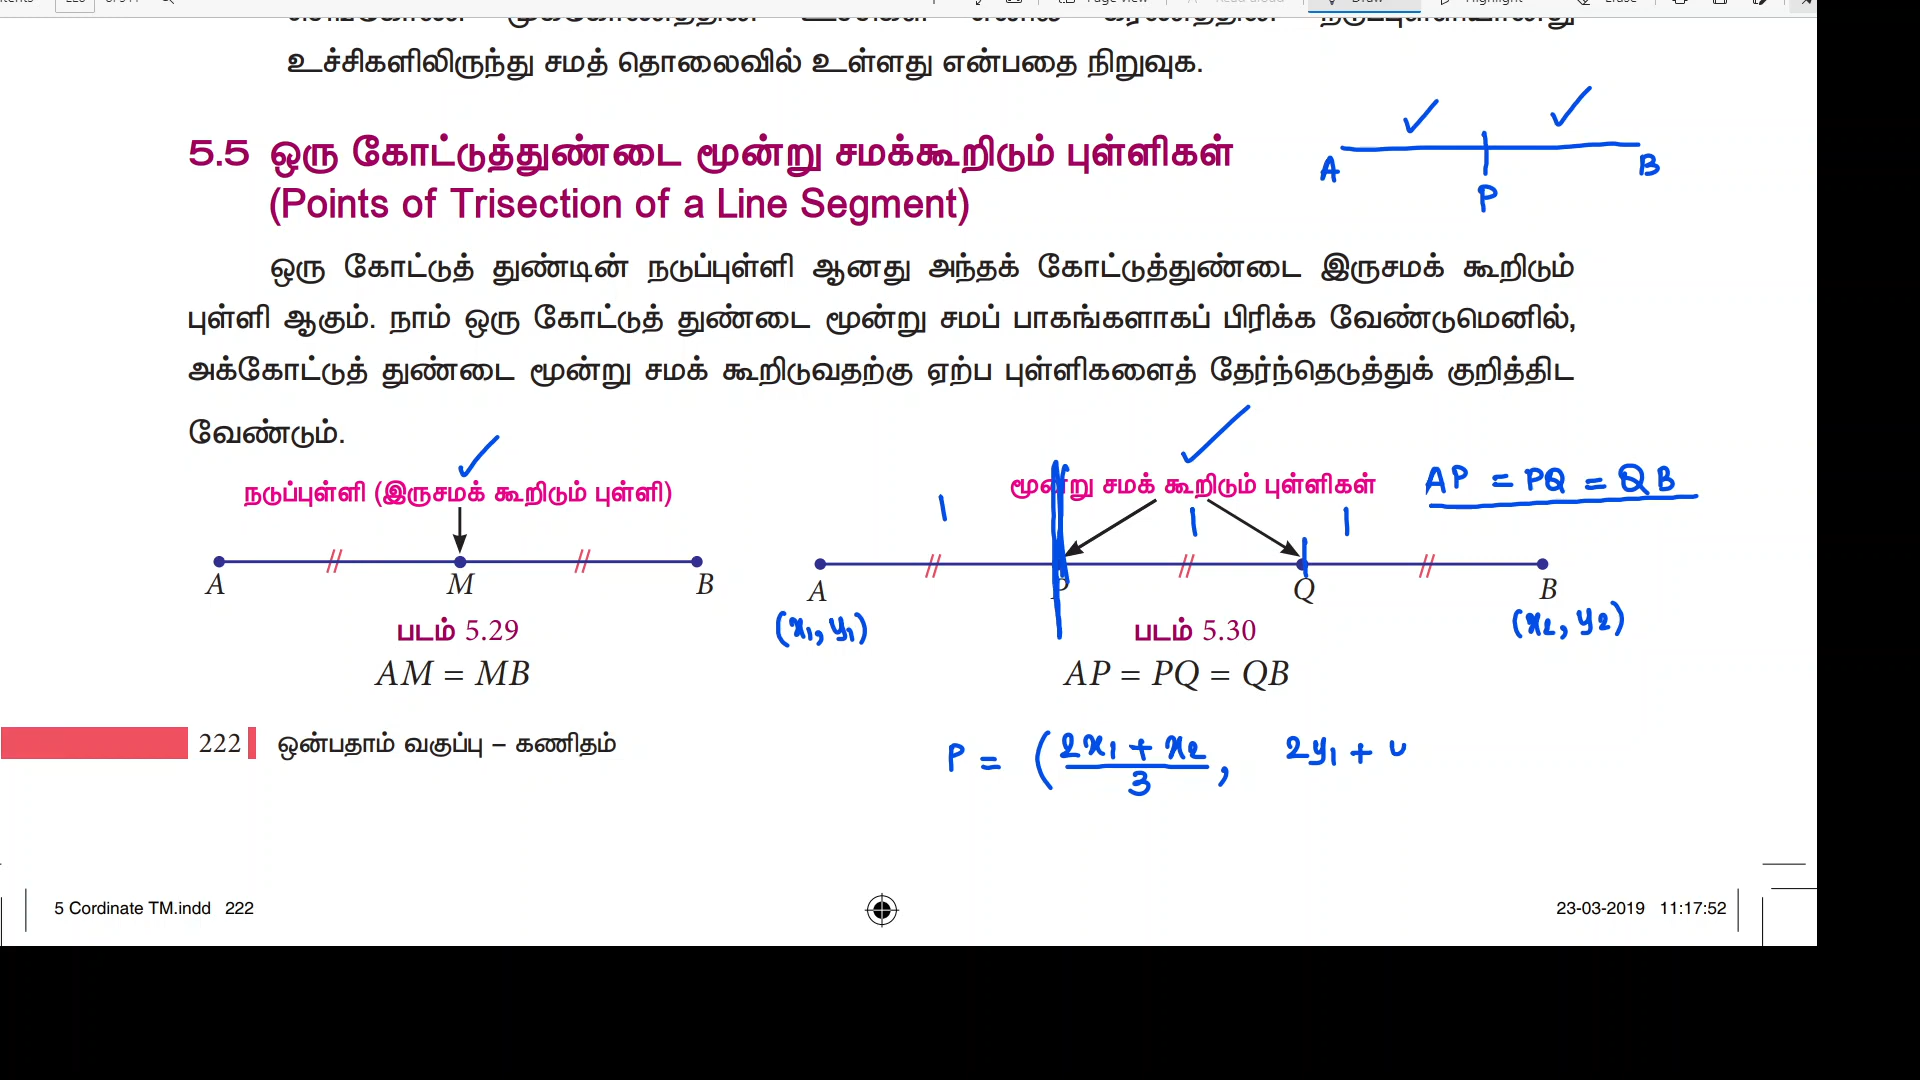 உச்சிகளிலிருந்து சமத் தொலைவில் உள்ளது என்பதை நிறுவுக.
A P B
5.5 ஒரு கோட்டுத்துண்டை மூன்று சமக்கூறிடும் புள்ளிகள்
(Points of Trisection of a Line Segment)
ஒரு கோட்டுத் துண்டின் நடுப்புள்ளி ஆனது அந்தக் கோட்டுத்துண்டை இருசமக் கூறிடும்
புள்ளி ஆகும். நாம் ஒரு கோட்டுத் துண்டை மூன்று சமப் பாகங்களாகப் பிரிக்க வேண்டுமெனில்,
அக்கோட்டுத் துண்டை மூன்று சமக் கூறிடுவதற்கு ஏற்ப புள்ளிகளைத் தேர்ந்தெடுத்துக் குறித்திட
வேண்டும்.
நடுப்புள்ளி (இருசமக் கூறிடும் புள்ளி)
A M B
படம் 5.29
AM = MB
மூன்று சமக் கூறிடும் புள்ளிகள்
AP = PQ = QB
1 1 1
A P Q B
(x₁, y₁) (x₂, y₂)
படம் 5.30
AP = PQ = QB
222 ஒன்பதாம் வகுப்பு – கணிதம்
P = (2x₁ + x₂
3 , 2y₁ +
5 Cordinate TM.indd 222
23-03-2019 11:17:52